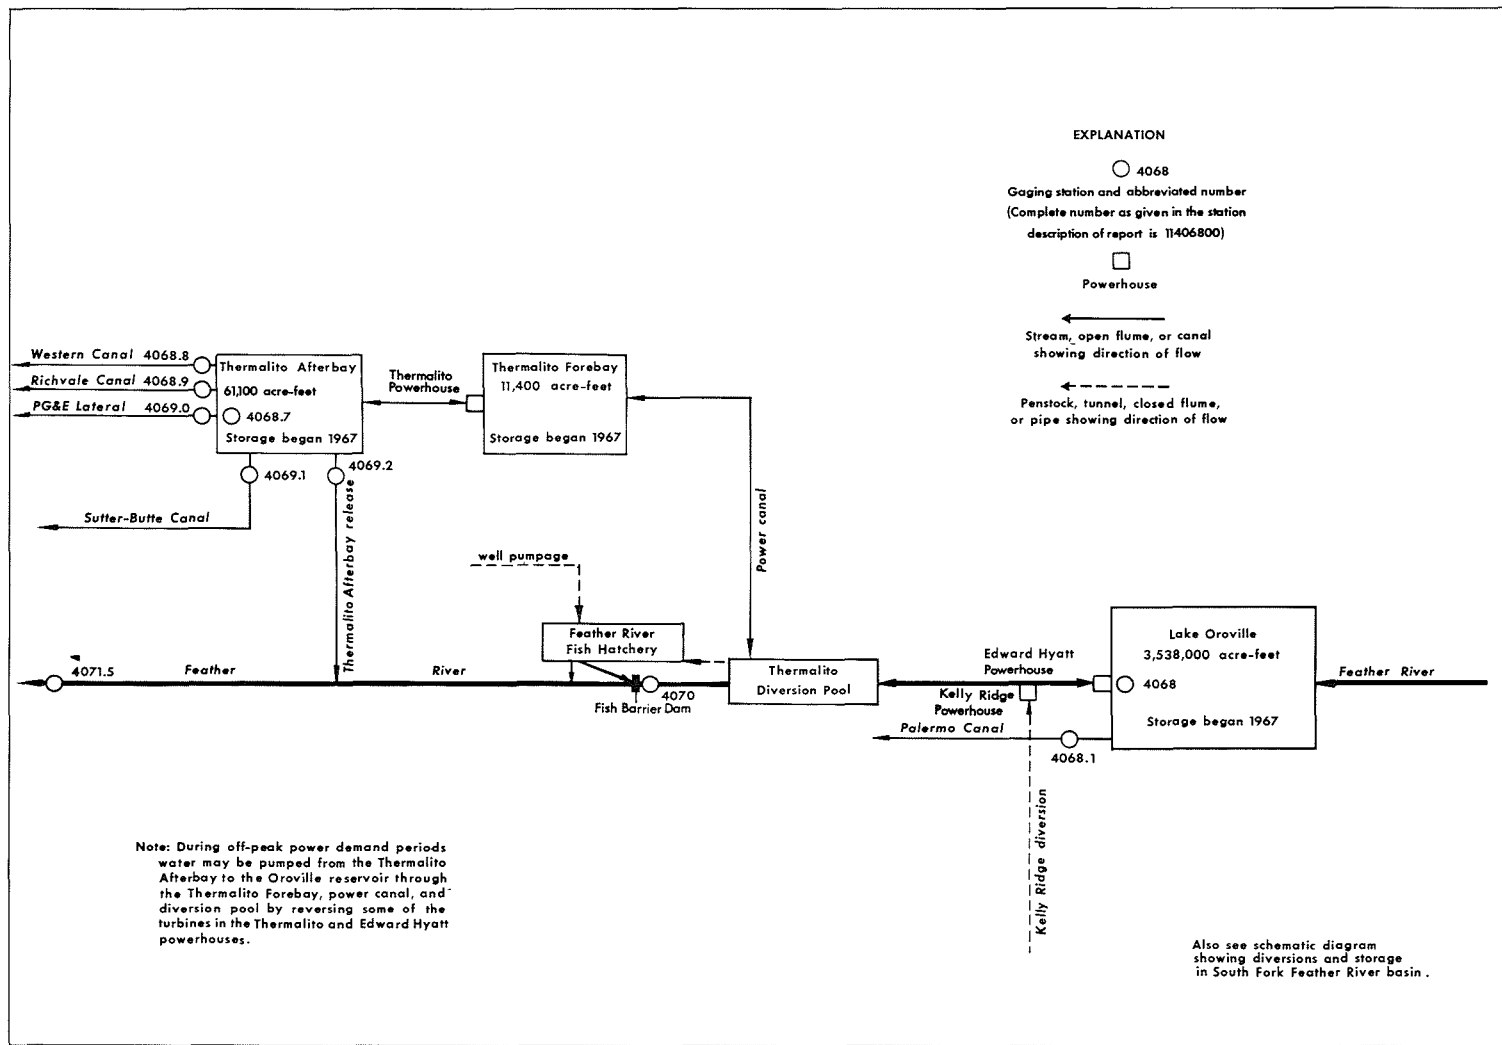 EXPLANATION
4068
Gaging station and abbreviated number
(Complete number as given in the station
description of report is 11406800)
Powerhouse
Stream, open flume, or canal
showing direction of flow
Penstock, tunnel, closed flume,
or pipe showing direction of flow
Western Canal 4068.8
Richvale Canal 4068.9
PG&E Lateral 4069.0
Thermalito Afterbay
61,100 acre-feet
4068.7
Storage began 1967
Thermalito
Powerhouse
Thermalito Forebay
11,400 acre-feet
Storage began 1967
4069.1
4069.2
Sutter-Butte Canal
Thermalito Afterbay release
Power canal
well pumpage
Feather River
Fish Hatchery
4071.5
Feather River
4070
Fish Barrier Dam
Thermalito
Diversion Pool
Edward Hyatt
Powerhouse
Kelly Ridge
Powerhouse
Palermo Canal
4068.1
Kelly Ridge diversion
Lake Oroville
3,538,000 acre-feet
4068
Storage began 1967
Feather River
Note: During off-peak power demand periods
water may be pumped from the Thermalito
Afterbay to the Oroville reservoir through
the Thermalito Forebay, power canal, and
diversion pool by reversing some of the
turbines in the Thermalito and Edward Hyatt
powerhouses.
Also see schematic diagram
showing diversions and storage
in South Fork Feather River basin.